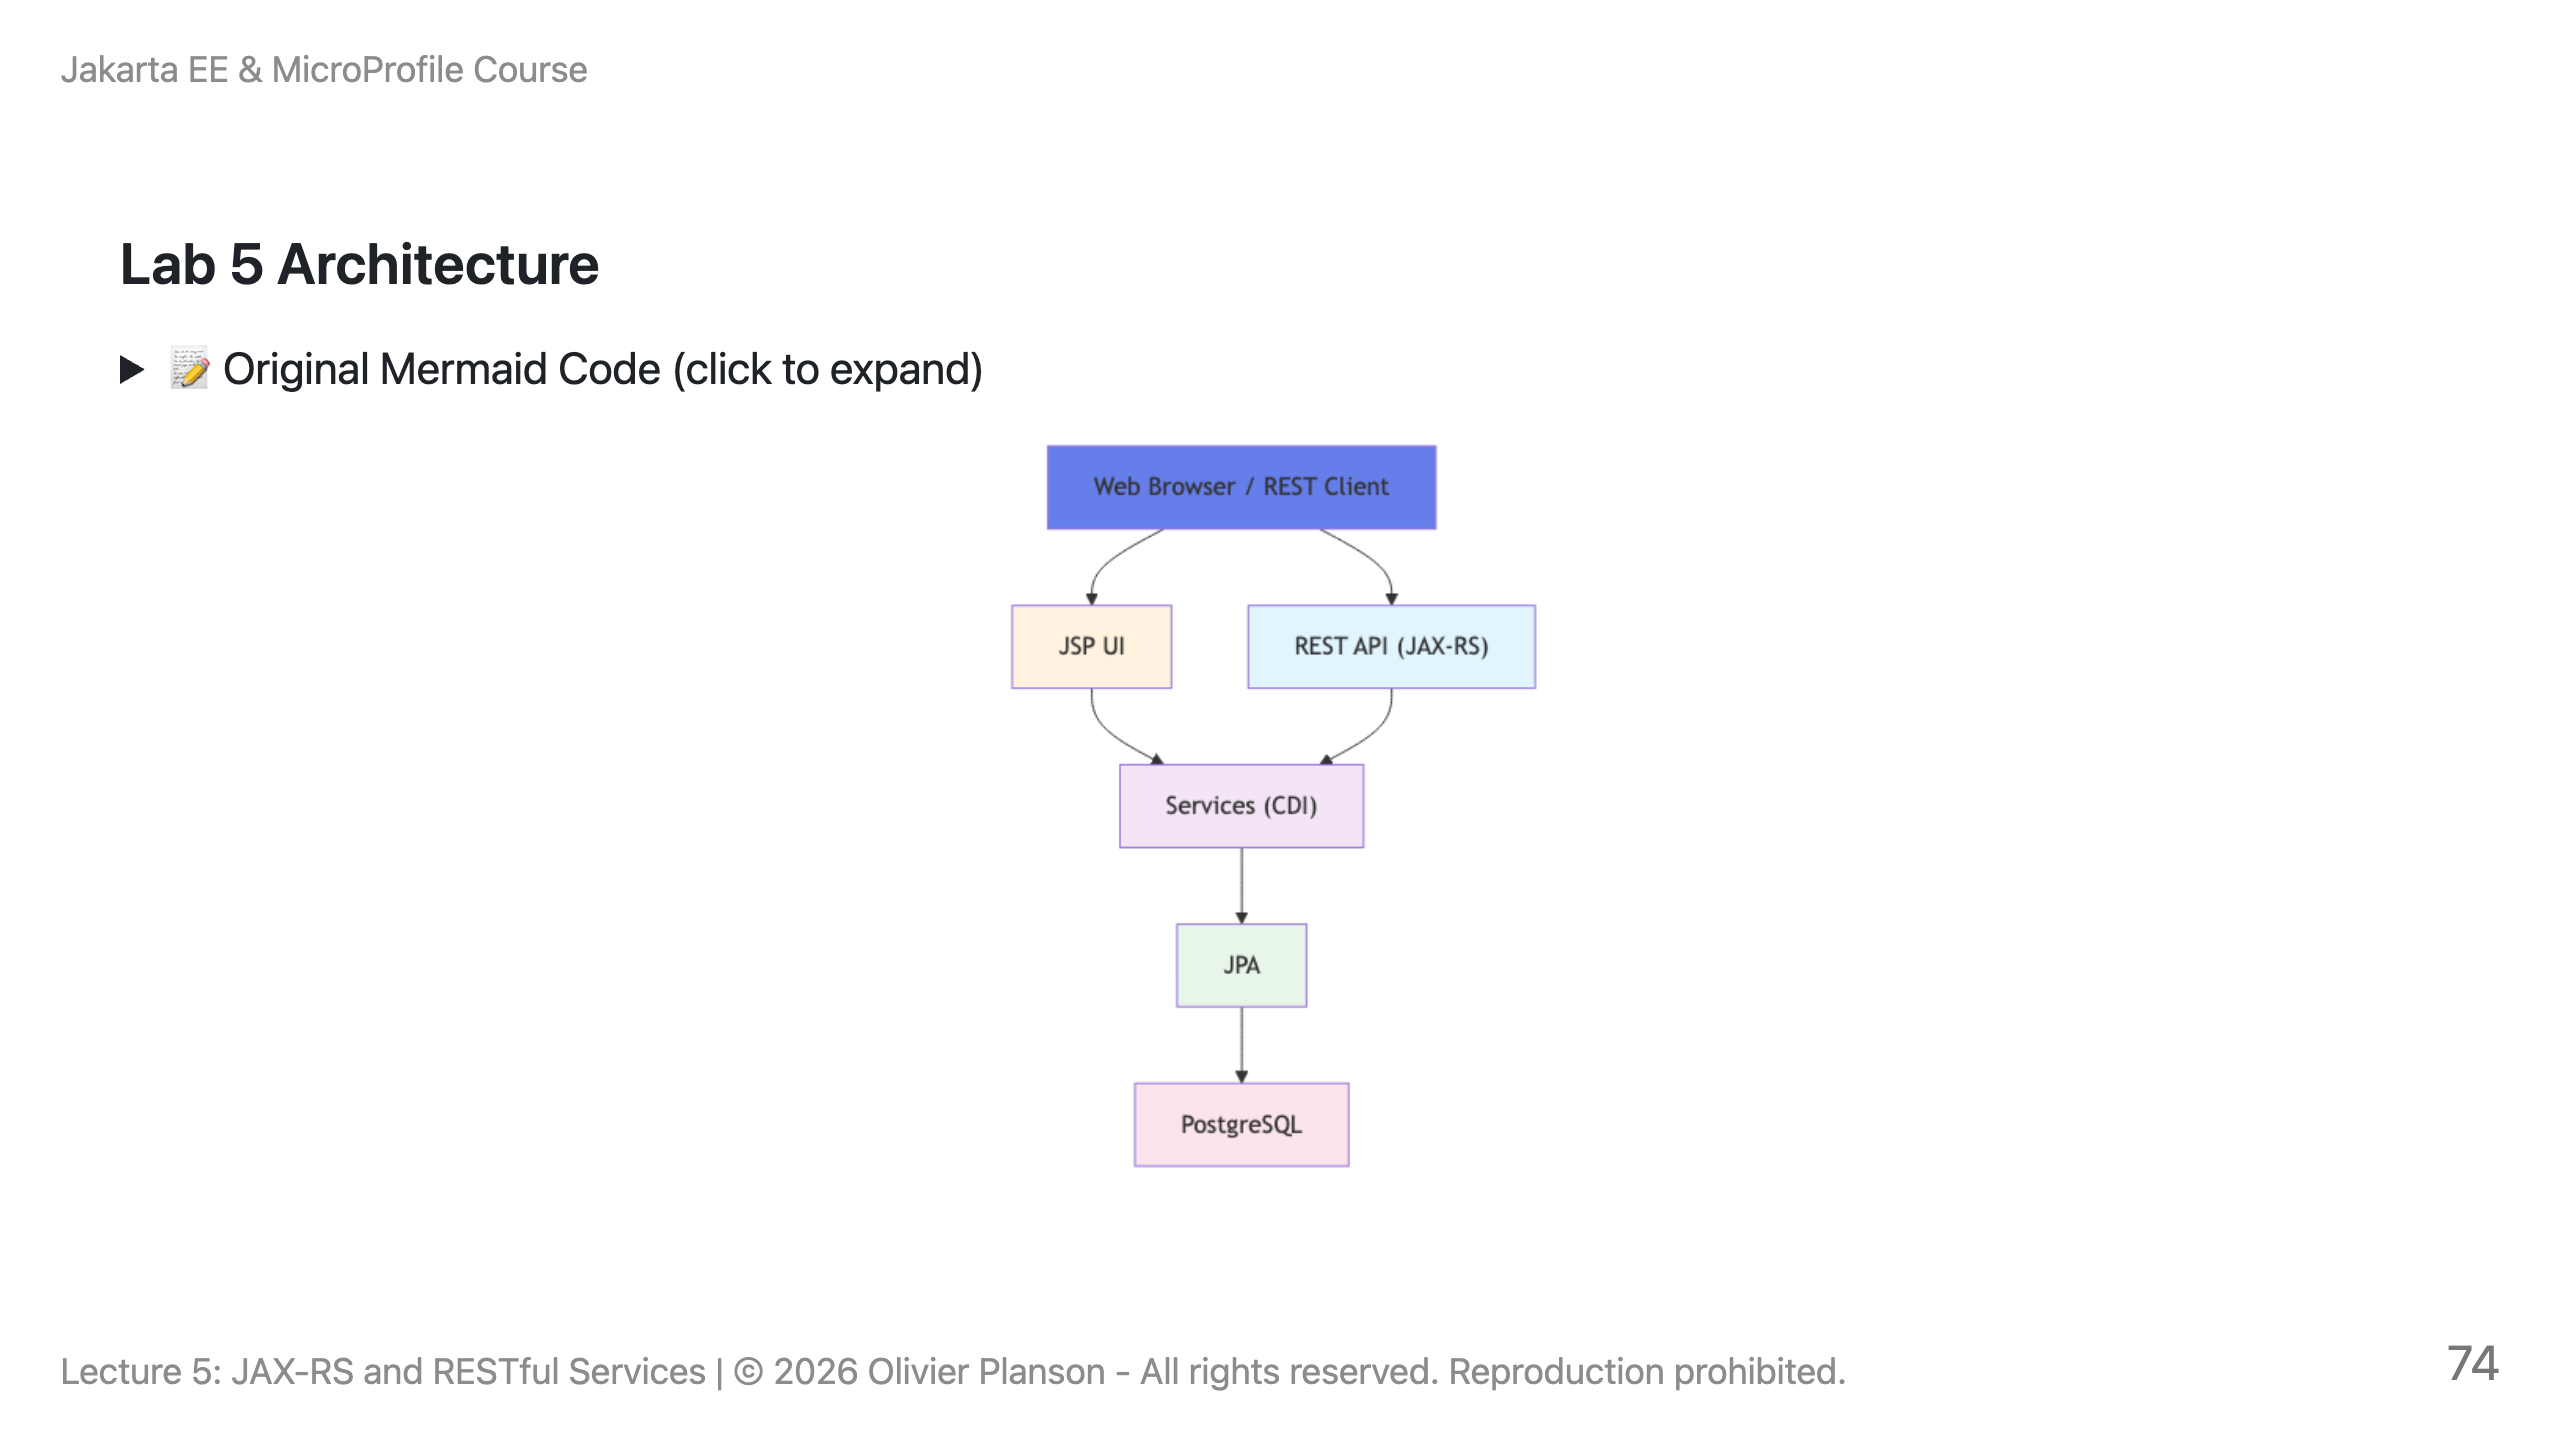 Jakarta EE & MicroProfile Course
Lab 5 Architecture
Original Mermaid Code (click to expand)
Web Browser / REST Client
JSP UI
REST API (JAX-RS)
Services (CDI)
JPA
PostgreSQL
Lecture 5: JAX-RS and RESTful Services | © 2026 Olivier Planson - All rights reserved. Reproduction prohibited.
74